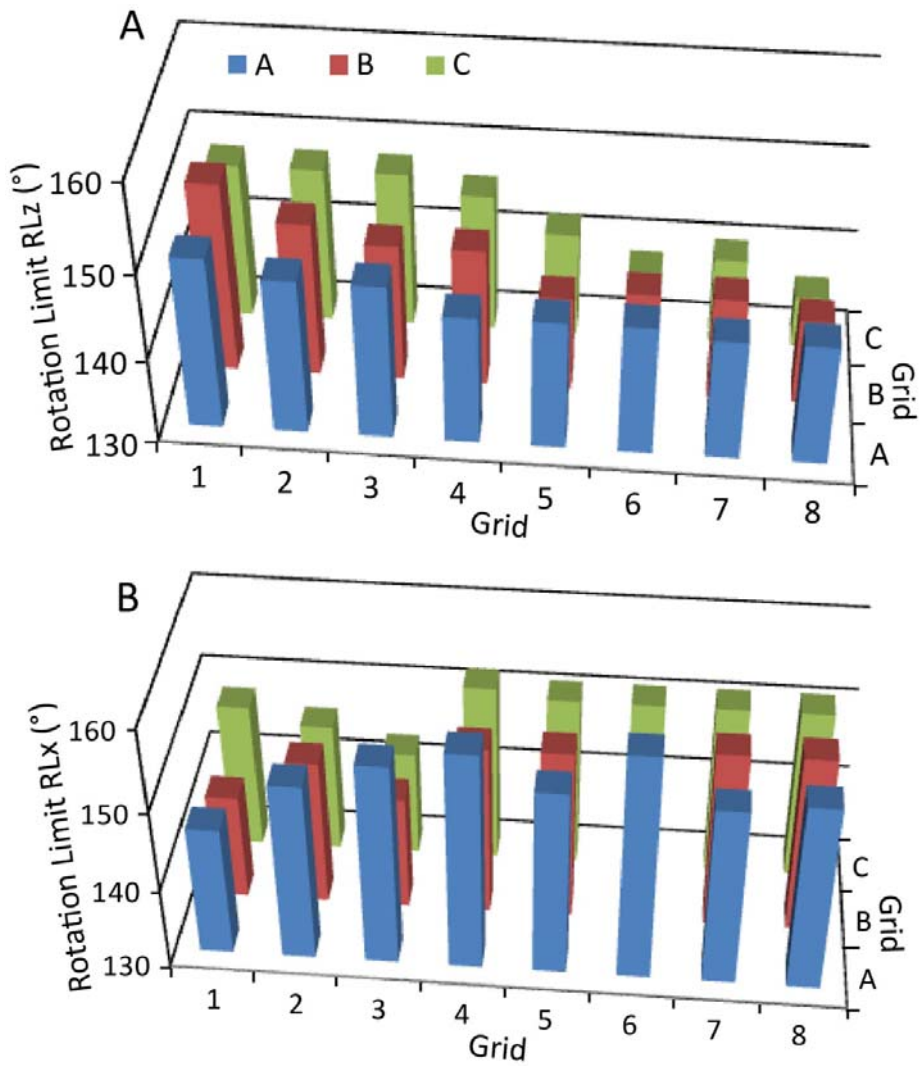 A
A B C
Rotation Limit RLz (°)
160
150
140
130
1 2 3 4 5 6 7 8
Grid
C
B
A
Grid
B
Rotation Limit RLx (°)
160
150
140
130
1 2 3 4 5 6 7 8
Grid
C
B
A
Grid